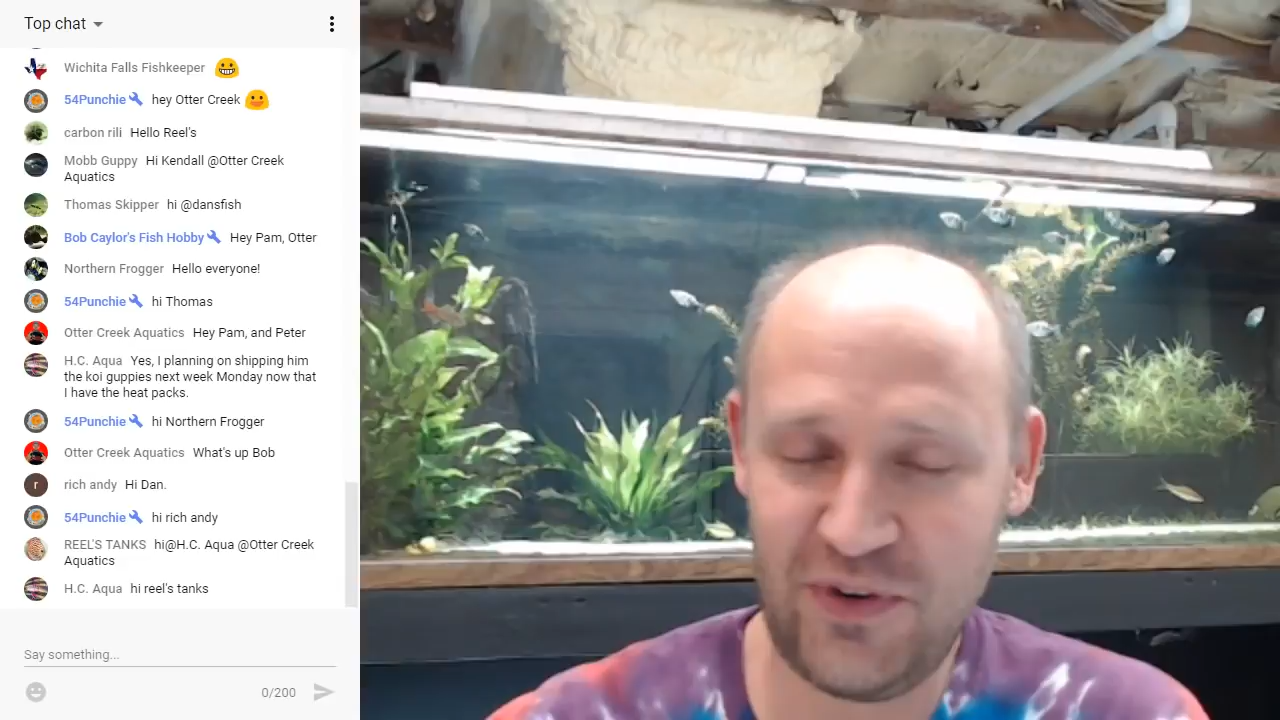 Top chat
Wichita Falls Fishkeeper
54Punchie hey Otter Creek
carbon rili Hello Reel's
Mobb Guppy Hi Kendall @Otter Creek
Aquatics
Thomas Skipper hi @dansfish
Bob Caylor's Fish Hobby Hey Pam, Otter
Northern Frogger Hello everyone!
54Punchie hi Thomas
Otter Creek Aquatics Hey Pam, and Peter
H.C. Aqua Yes, I planning on shipping him
the koi guppies next week Monday now that
I have the heat packs.
54Punchie hi Northern Frogger
Otter Creek Aquatics What's up Bob
r rich andy Hi Dan.
54Punchie hi rich andy
REEL'S TANKS hi@H.C. Aqua @Otter Creek
Aquatics
H.C. Aqua hi reel's tanks
Say something...
0/200